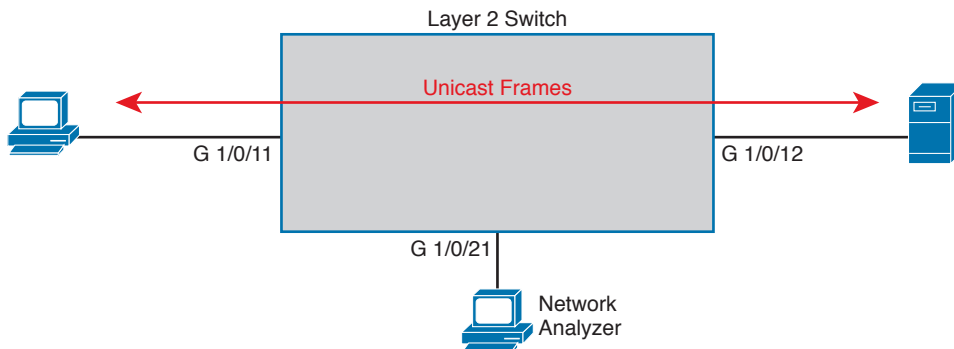 Layer 2 Switch
Unicast Frames
G 1/0/11
G 1/0/12
G 1/0/21
Network
Analyzer